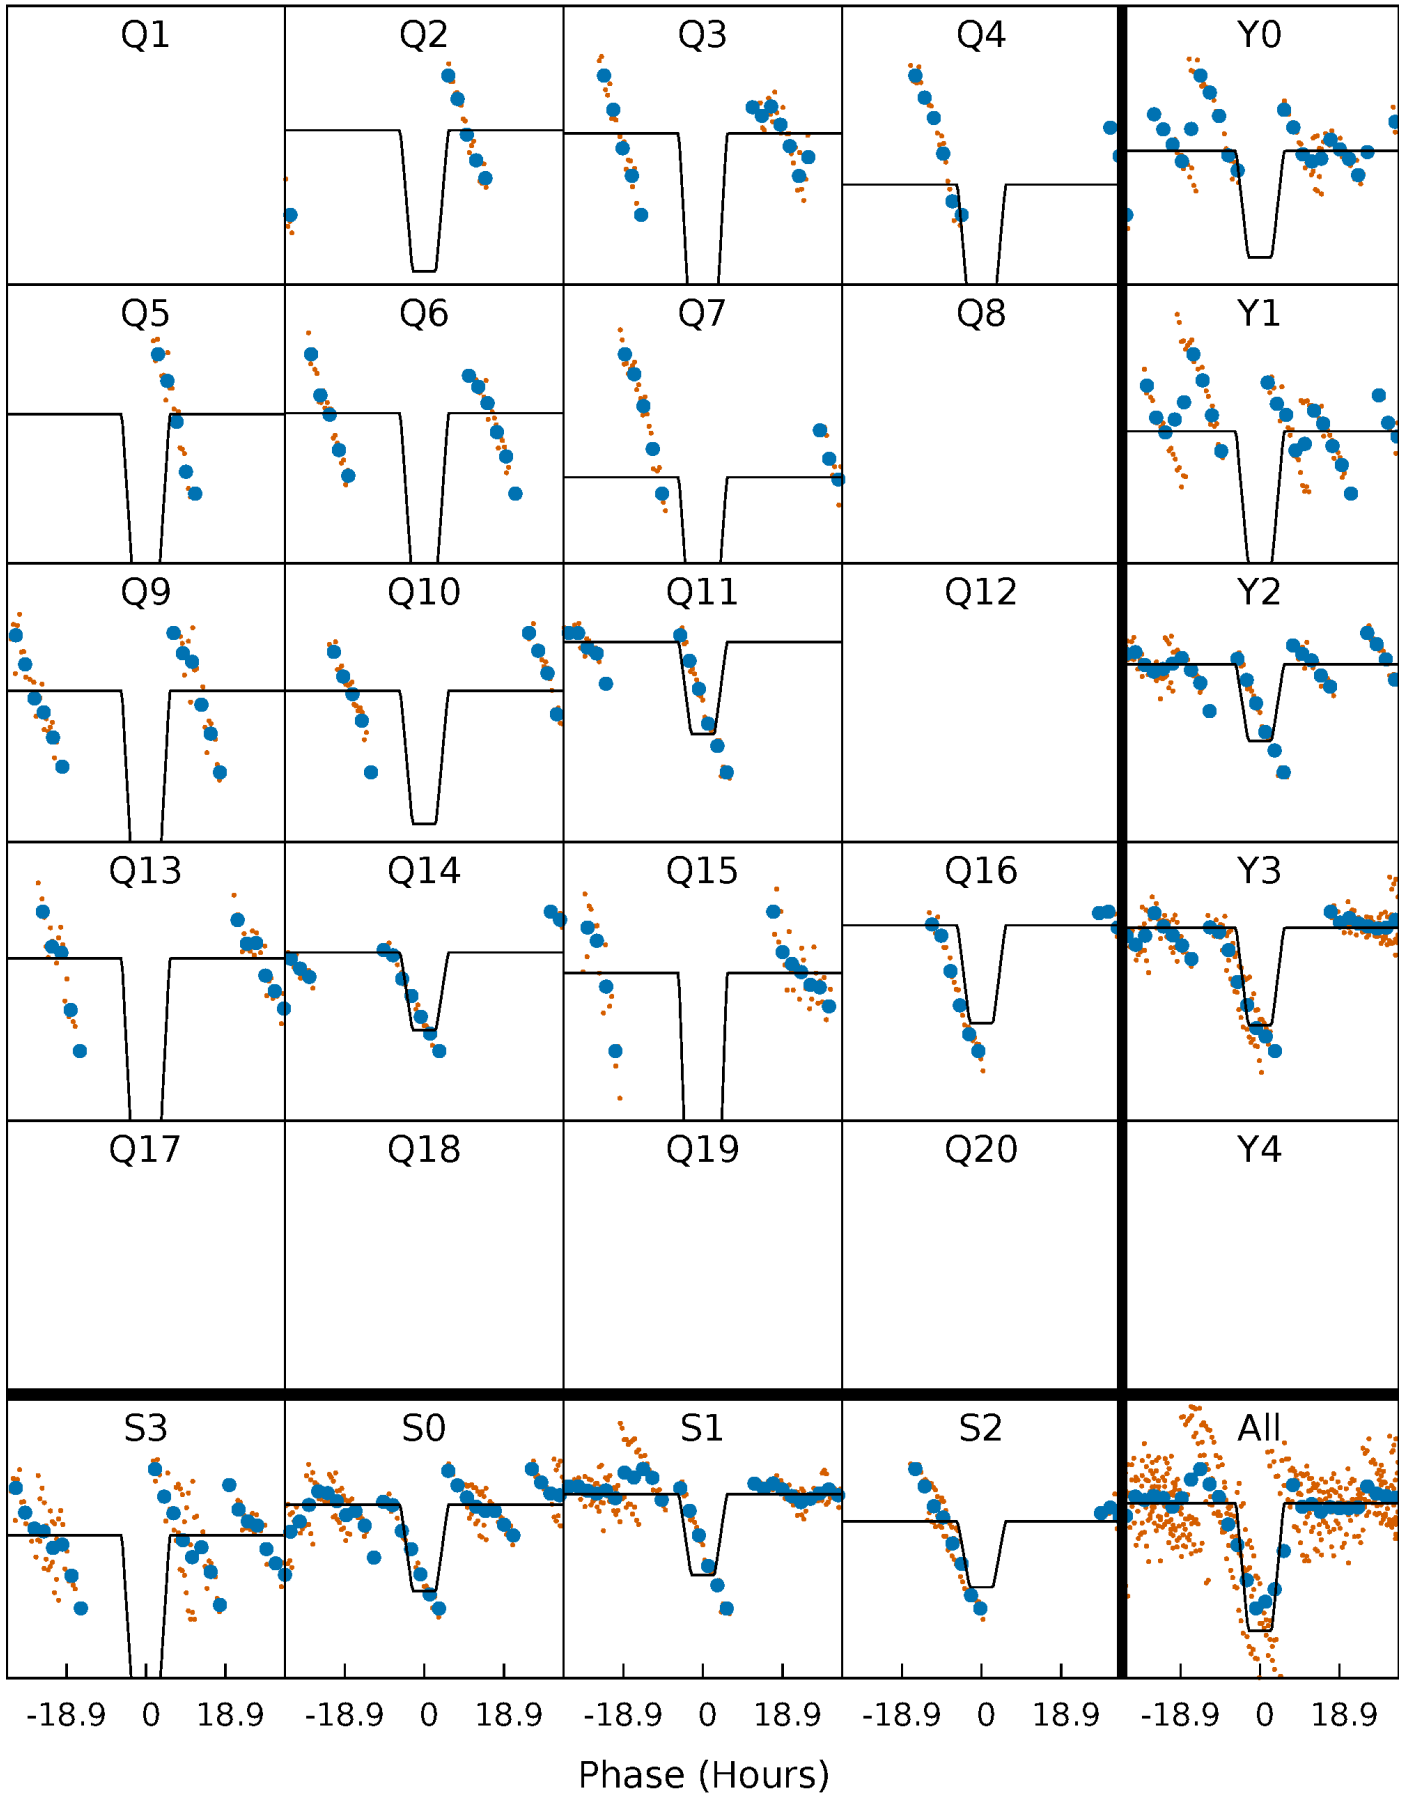 Q1 Q2 Q3 Q4 Y0
Q5 Q6 Q7 Q8 Y1
Q9 Q10 Q11 Q12 Y2
Q13 Q14 Q15 Q16 Y3
Q17 Q18 Q19 Q20 Y4
S3 S0 S1 S2 All
-18.9 0 18.9 -18.9 0 18.9 -18.9 0 18.9 -18.9 0 18.9 -18.9 0 18.9
Phase (Hours)